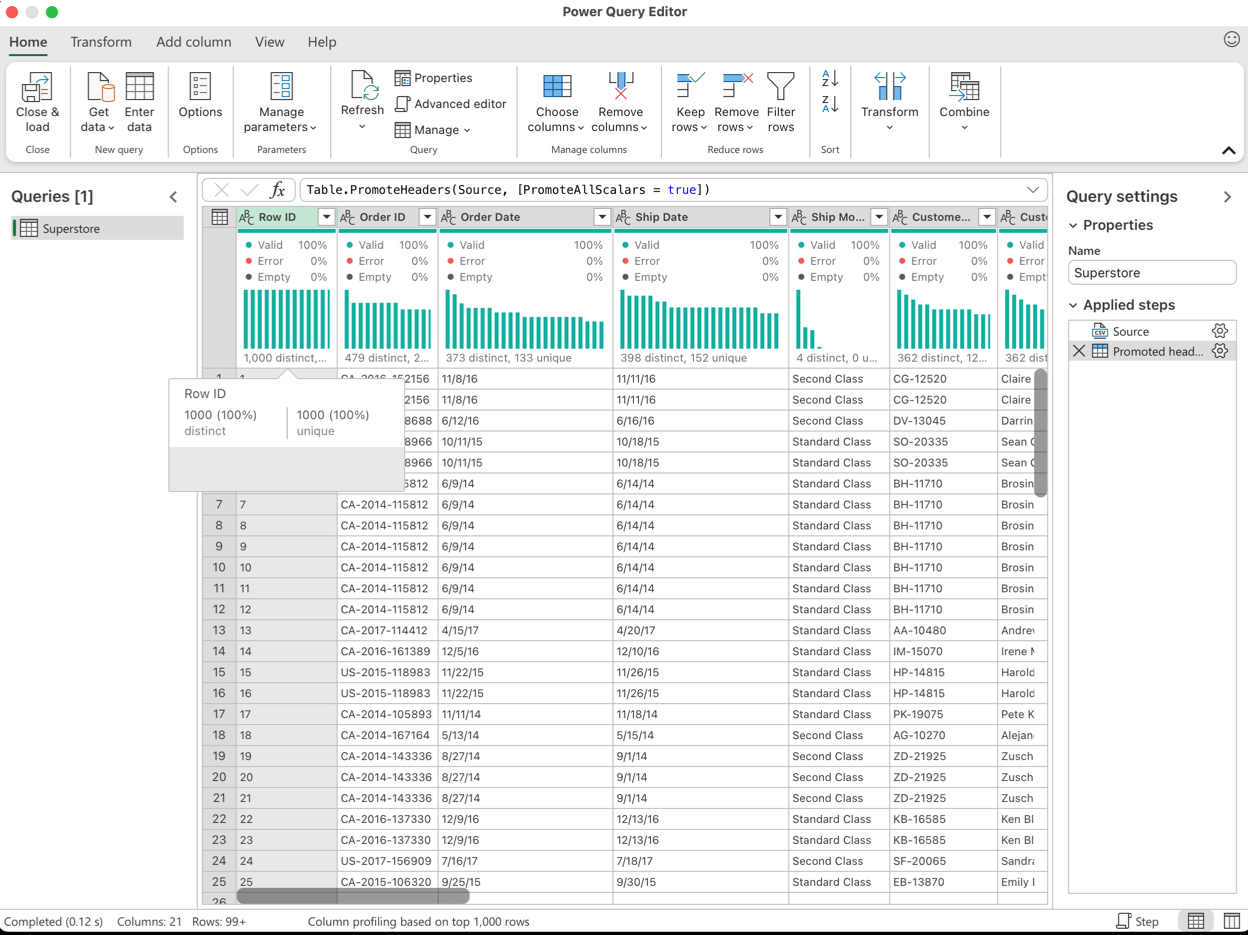 Power Query Editor
Home Transform Add column View Help
Close & load
Get data
Enter data
Options
Manage parameters
Refresh
Properties
Advanced editor
Manage
Choose columns
Remove columns
Keep rows
Remove rows
Filter rows
Transform
Combine
Close New query Options Parameters Query Manage columns Reduce rows Sort
Queries [1]
Superstore
fx Table.PromoteHeaders(Source, [PromoteAllScalars = true])
Row ID Order ID Order Date Ship Date Ship Mo... Custome... Custo
Valid 100% Valid 100% Valid 100% Valid 100% Valid 100% Valid 100% Valid
Error 0% Error 0% Error 0% Error 0% Error 0% Error 0% Error
Empty 0% Empty 0% Empty 0% Empty 0% Empty 0% Empty 0% Empt
1,000 distinct,... 479 distinct, 2... 373 distinct, 133 unique 398 distinct, 152 unique 4 distinct, 0 u... 362 distinct, 12... 362 dist
152156 11/8/16 11/11/16 Second Class CG-12520 Claire
2156 11/8/16 11/11/16 Second Class CG-12520 Claire
8688 6/12/16 6/16/16 Second Class DV-13045 Darrin
8966 10/11/15 10/18/15 Standard Class SO-20335 Sean
8966 10/11/15 10/18/15 Standard Class SO-20335 Sean
5812 6/9/14 6/14/14 Standard Class BH-11710 Brosin
7 7 CA-2014-115812 6/9/14 6/14/14 Standard Class BH-11710 Brosin
8 8 CA-2014-115812 6/9/14 6/14/14 Standard Class BH-11710 Brosin
9 9 CA-2014-115812 6/9/14 6/14/14 Standard Class BH-11710 Brosin
10 10 CA-2014-115812 6/9/14 6/14/14 Standard Class BH-11710 Brosin
11 11 CA-2014-115812 6/9/14 6/14/14 Standard Class BH-11710 Brosin
12 12 CA-2014-115812 6/9/14 6/14/14 Standard Class BH-11710 Brosin
13 13 CA-2017-114412 4/15/17 4/20/17 Standard Class AA-10480 Andre
14 14 CA-2016-161389 12/5/16 12/10/16 Standard Class IM-15070 Irene
15 15 US-2015-118983 11/22/15 11/26/15 Standard Class HP-14815 Harold
16 16 US-2015-118983 11/22/15 11/26/15 Standard Class HP-14815 Harold
17 17 CA-2014-105893 11/11/14 11/18/14 Standard Class PK-19075 Pete K
18 18 CA-2014-167164 5/13/14 5/15/14 Second Class AG-10270 Alejan
19 19 CA-2014-143336 8/27/14 9/1/14 Second Class ZD-21925 Zusch
20 20 CA-2014-143336 8/27/14 9/1/14 Second Class ZD-21925 Zusch
21 21 CA-2014-143336 8/27/14 9/1/14 Second Class ZD-21925 Zusch
22 22 CA-2016-137330 12/9/16 12/13/16 Standard Class KB-16585 Ken Bl
23 23 CA-2016-137330 12/9/16 12/13/16 Standard Class KB-16585 Ken Bl
24 24 US-2017-156909 7/16/17 7/18/17 Second Class SF-20065 Sandra
25 25 CA-2015-106320 9/25/15 9/30/15 Standard Class EB-13870 Emily
26
Row ID
1000 (100%) 1000 (100%)
distinct unique
Query settings
Properties
Name
Superstore
Applied steps
Source
Promoted head...
Completed (0.12 s) Columns: 21 Rows: 99+ Column profiling based on top 1,000 rows Step